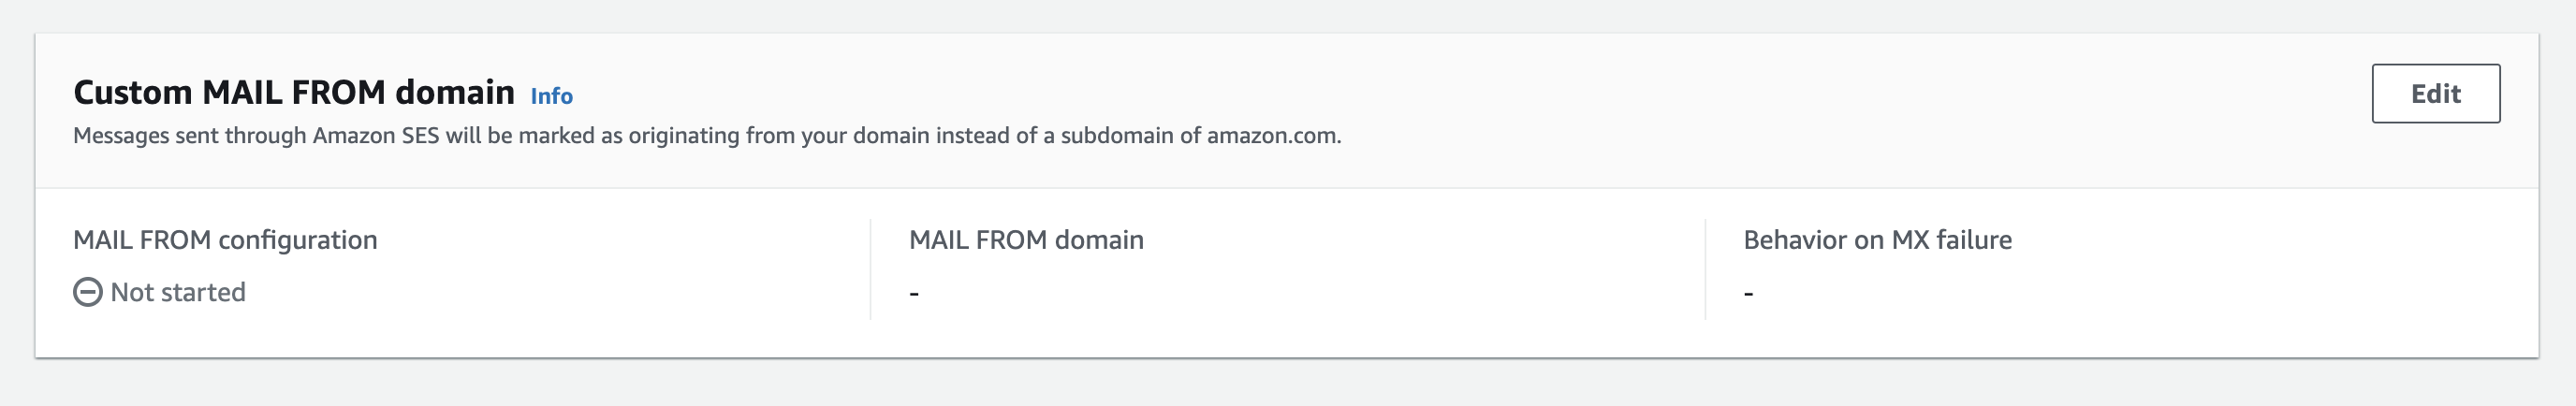 Custom MAIL FROM domain Info
Edit
Messages sent through Amazon SES will be marked as originating from your domain instead of a subdomain of amazon.com.
MAIL FROM configuration
Not started
MAIL FROM domain
-
Behavior on MX failure
-